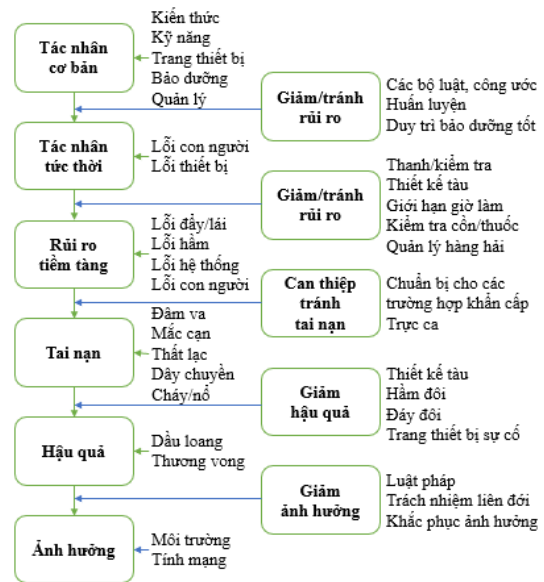 Tác nhân
cơ bản
Kiến thức
Kỹ năng
Trang thiết bị
Bảo dưỡng
Quản lý
Giảm/tránh
rủi ro
Các bộ luật, công ước
Huấn luyện
Duy trì bảo dưỡng tốt
Tác nhân
tức thời
Lỗi con người
Lỗi thiết bị
Giảm/tránh
rủi ro
Thanh/kiểm tra
Thiết kế tàu
Giới hạn giờ làm
Kiểm tra cồn/thuốc
Quản lý hàng hải
Rủi ro
tiềm tàng
Lỗi đẩy/lái
Lỗi hầm
Lỗi hệ thống
Lỗi con người
Can thiệp
tránh
tai nạn
Chuẩn bị cho các
trường hợp khẩn cấp
Trực ca
Tai nạn
Đâm va
Mắc cạn
Thất lạc
Dây chuyền
Cháy/nổ
Giảm
hậu quả
Thiết kế tàu
Hầm đôi
Đáy đôi
Trang thiết bị sự cố
Hậu quả
Dầu loang
Thương vong
Giảm
ảnh hưởng
Luật pháp
Trách nhiệm liên đới
Khắc phục ảnh hưởng
Ảnh hưởng
Môi trường
Tính mạng